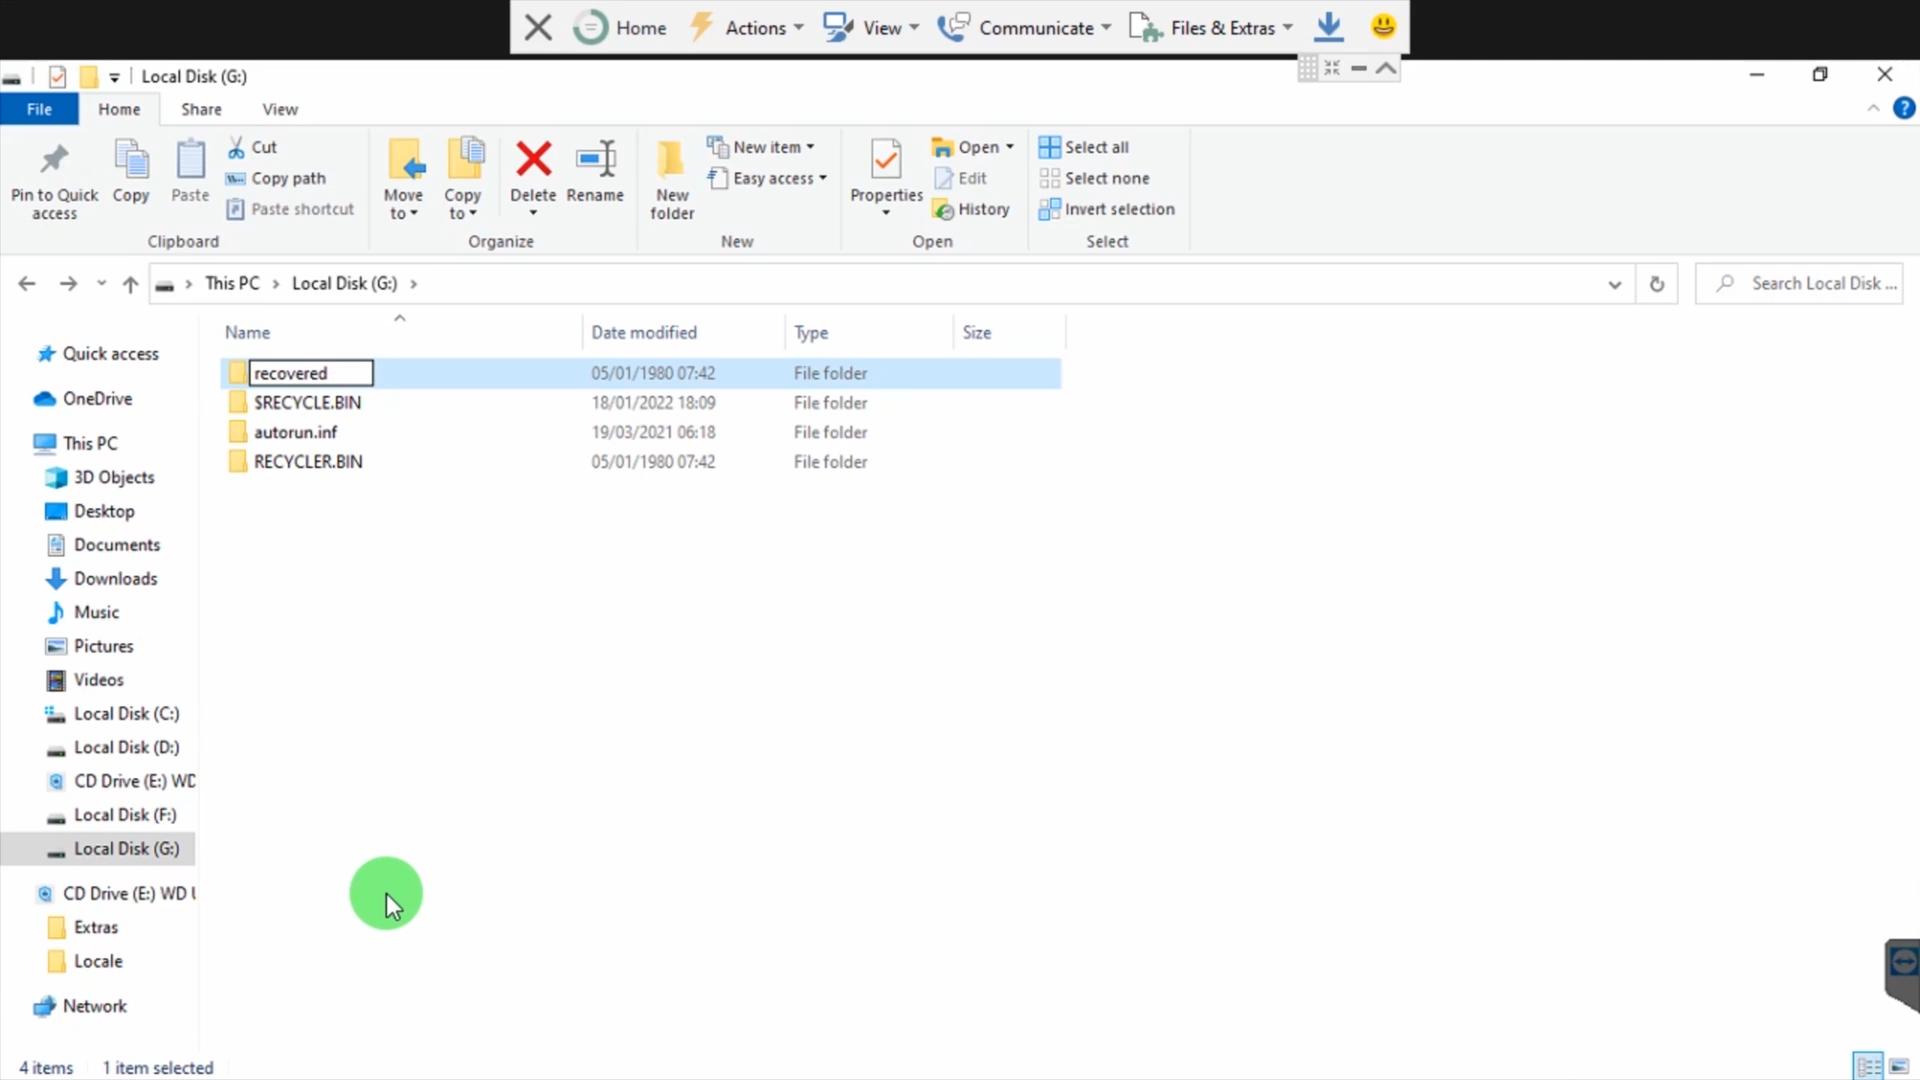 Home Actions View Communicate Files & Extras
Local Disk (G:)
File Home Share View
Pin to Quick access
Copy
Paste
Cut
Copy path
Paste shortcut
Clipboard
Move to
Copy to
Delete
Rename
Organize
New folder
New item
Easy access
New
Properties
Open
Edit
History
Open
Select all
Select none
Invert selection
Select
This PC > Local Disk (G:) >
Search Local Disk ...
Name Date modified Type Size
recovered 05/01/1980 07:42 File folder
$RECYCLE.BIN 18/01/2022 18:09 File folder
autorun.inf 19/03/2021 06:18 File folder
RECYCLER.BIN 05/01/1980 07:42 File folder
Quick access
OneDrive
This PC
3D Objects
Desktop
Documents
Downloads
Music
Pictures
Videos
Local Disk (C:)
Local Disk (D:)
CD Drive (E:) WD
Local Disk (F:)
Local Disk (G:)
CD Drive (E:) WD U
Extras
Locale
Network
4 items 1 item selected